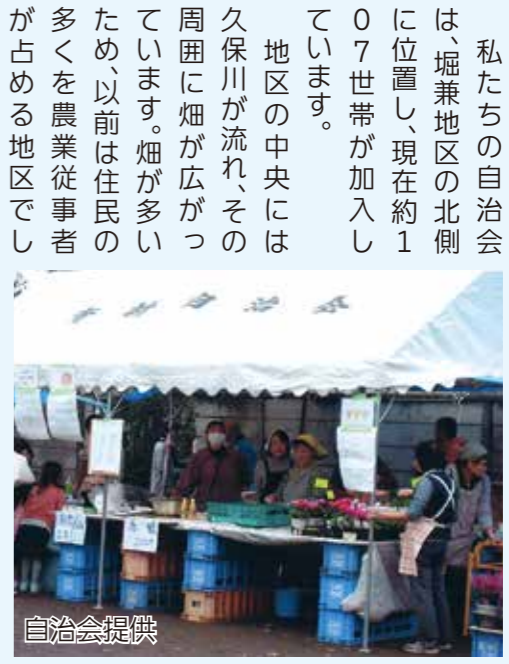 私たちの自治会
は、堀兼地区の北側
に位置し、現在約１
０７世帯が加入し
ています。
　地区の中央には
久保川が流れ、その
周囲に畑が広がっ
ています。畑が多い
ため、以前は住民の
多くを農業従事者
が占める地区でし
自治会提供